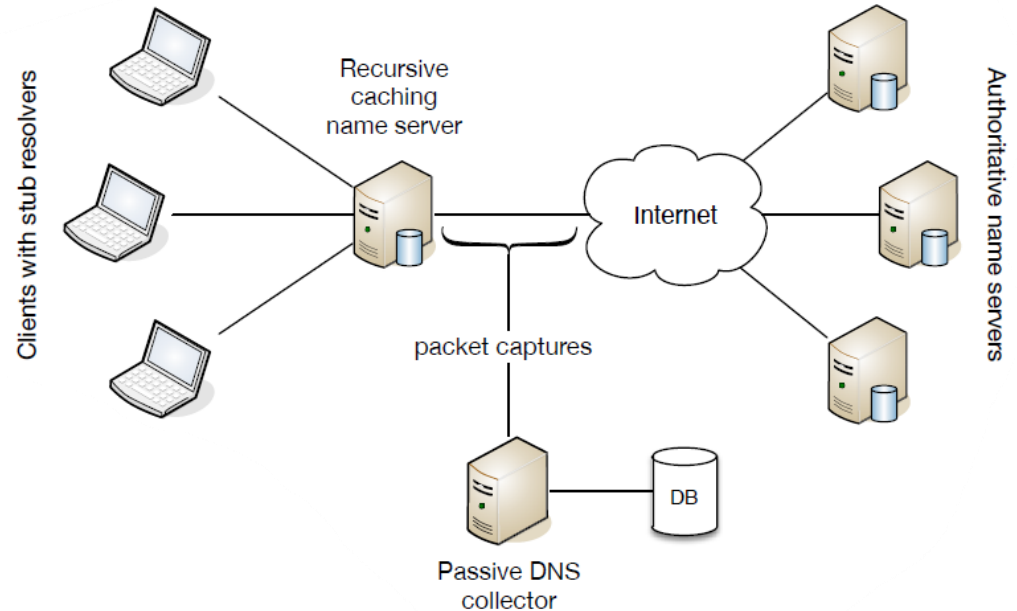 Clients with stub resolvers
Recursive
caching
name server
Internet
Authoritative name servers
packet captures
DB
Passive DNS
collector